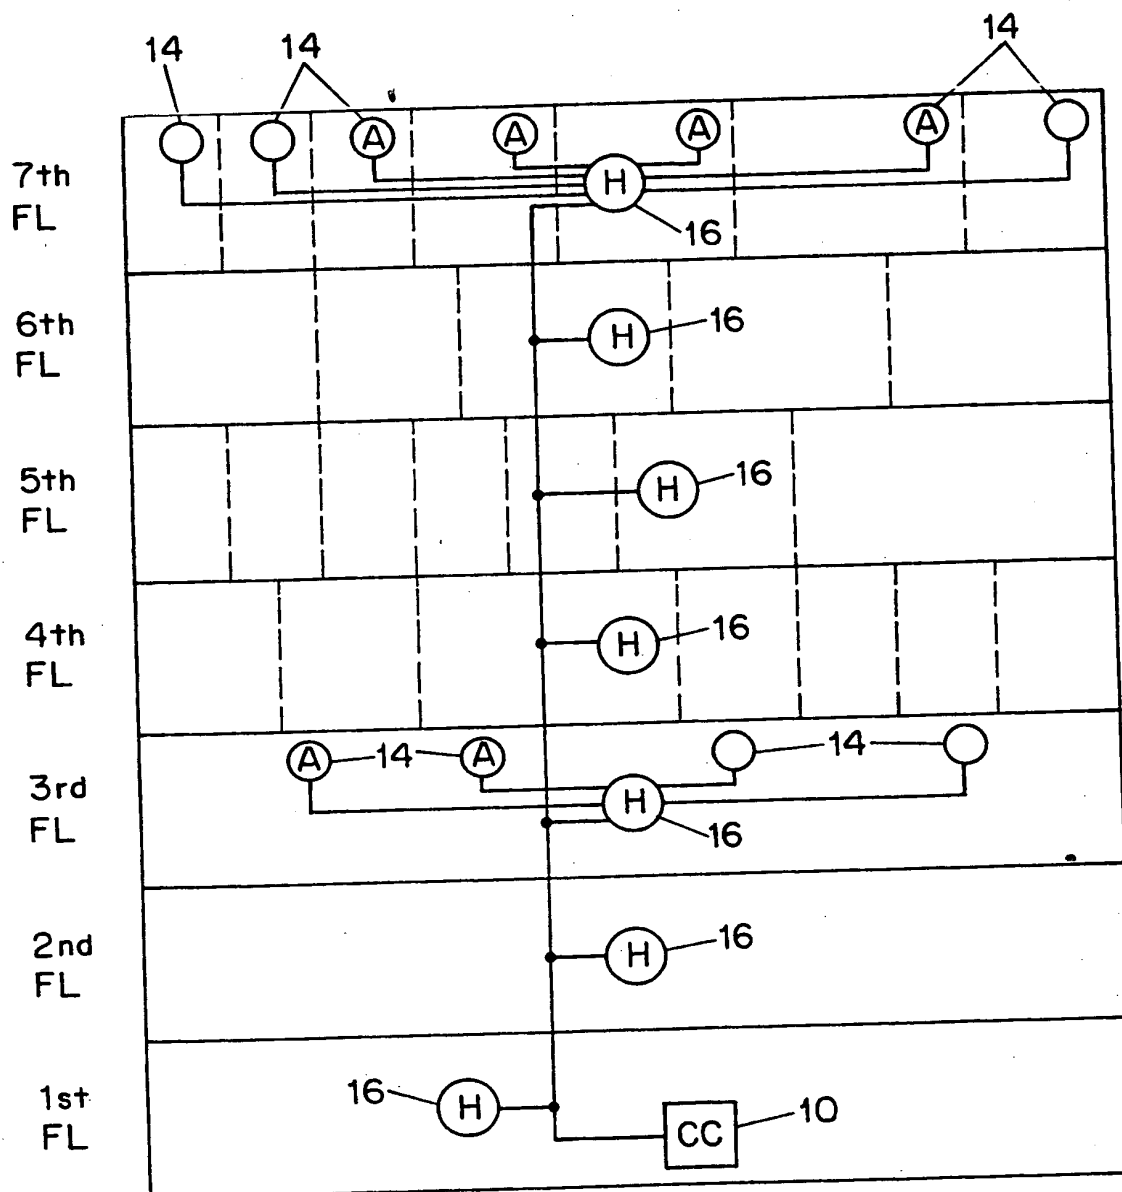 14 14 14
A A A A
7th
FL
H
16
6th
FL
H 16
5th
FL
H 16
4th
FL
H 16
A 14 A 14
3rd
FL
H
16
2nd
FL
H 16
1st
FL
16 H
CC 10